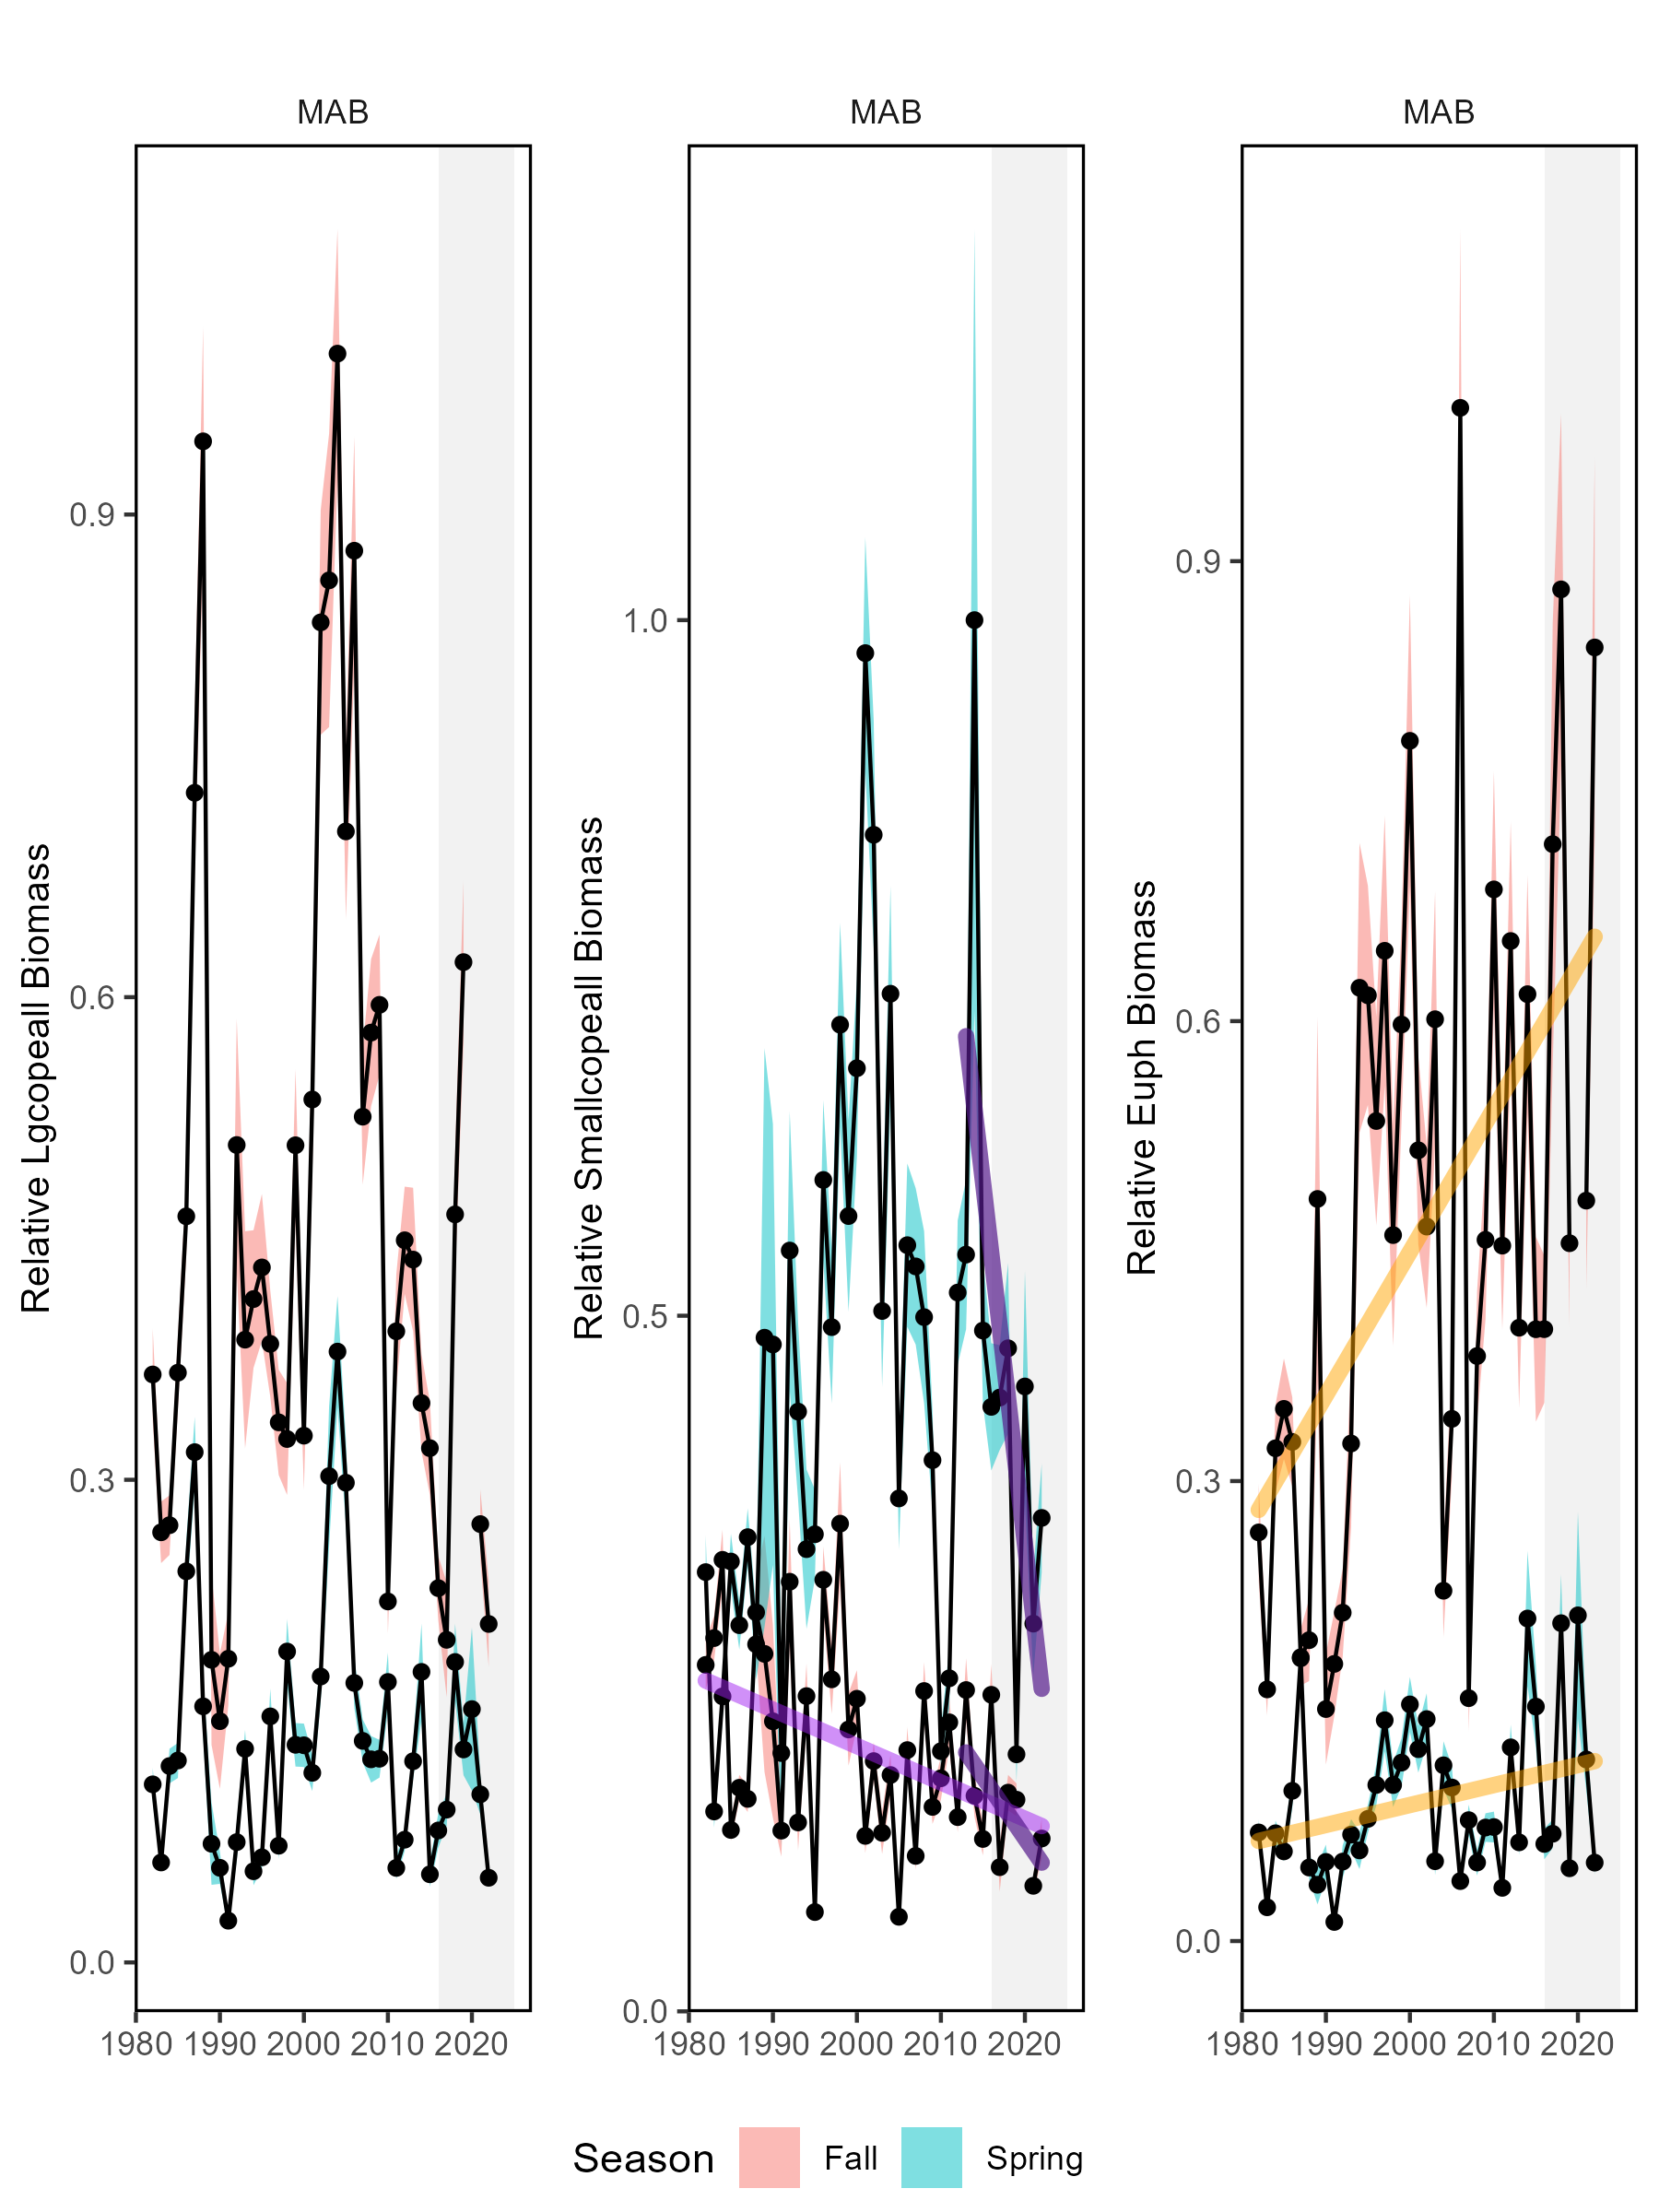 MAB
MAB
MAB
Relative Lgcopeall Biomass
0.9
0.6
0.3
0.0
1980 1990 2000 2010 2020
Relative Smallcopeall Biomass
1.0
0.5
0.0
1980 1990 2000 2010 2020
Relative Euph Biomass
0.9
0.6
0.3
0.0
1980 1990 2000 2010 2020
Season Fall Spring